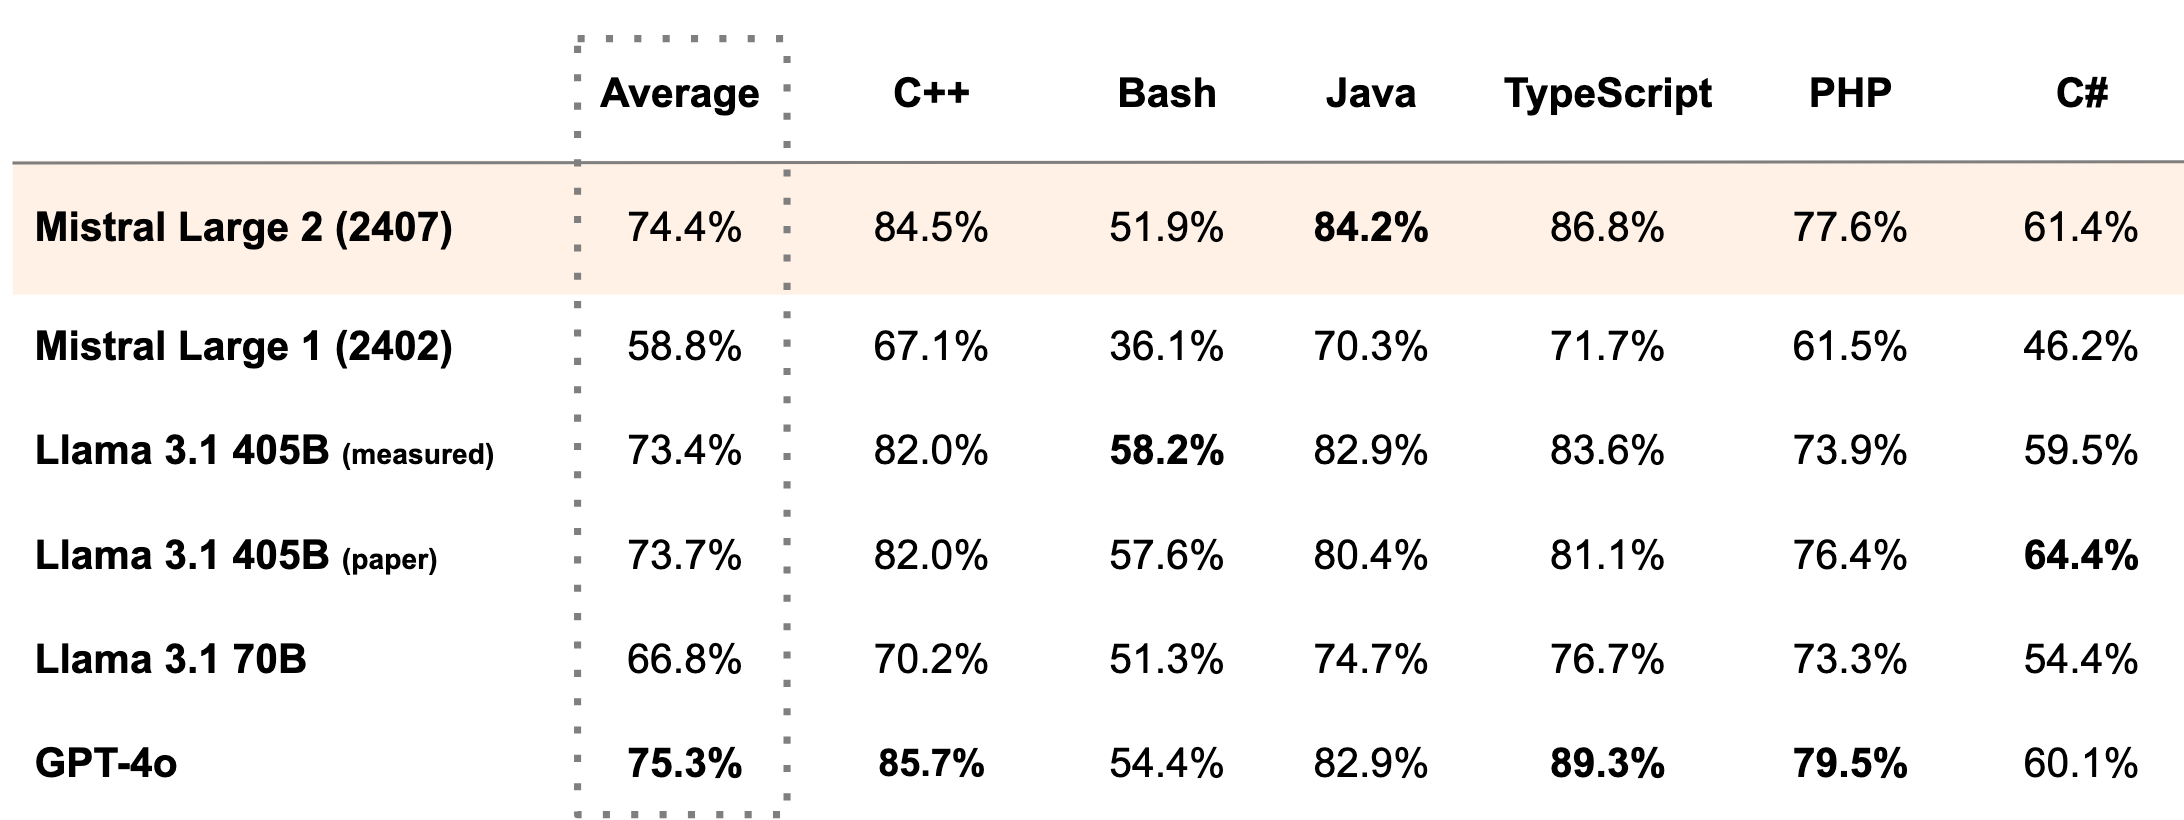 Average C++ Bash Java TypeScript PHP C#
Mistral Large 2 (2407) 74.4% 84.5% 51.9% 84.2% 86.8% 77.6% 61.4%
Mistral Large 1 (2402) 58.8% 67.1% 36.1% 70.3% 71.7% 61.5% 46.2%
Llama 3.1 405B (measured) 73.4% 82.0% 58.2% 82.9% 83.6% 73.9% 59.5%
Llama 3.1 405B (paper) 73.7% 82.0% 57.6% 80.4% 81.1% 76.4% 64.4%
Llama 3.1 70B 66.8% 70.2% 51.3% 74.7% 76.7% 73.3% 54.4%
GPT-4o 75.3% 85.7% 54.4% 82.9% 89.3% 79.5% 60.1%